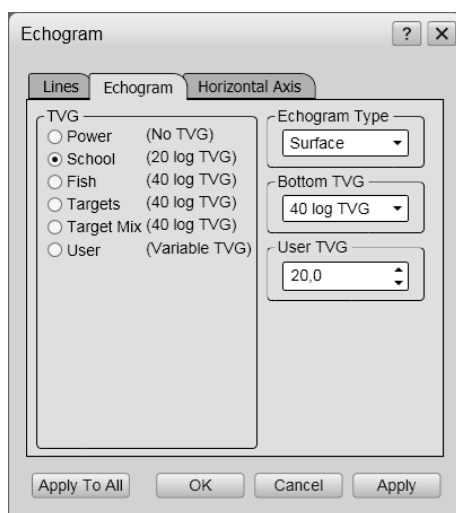 Echogram ? X
Lines Echogram Horizontal Axis
TVG
Power (No TVG)
School (20 log TVG)
Fish (40 log TVG)
Targets (40 log TVG)
Target Mix (40 log TVG)
User (Variable TVG)
Echogram Type
Surface
Bottom TVG
40 log TVG
User TVG
20,0
Apply To All OK Cancel Apply